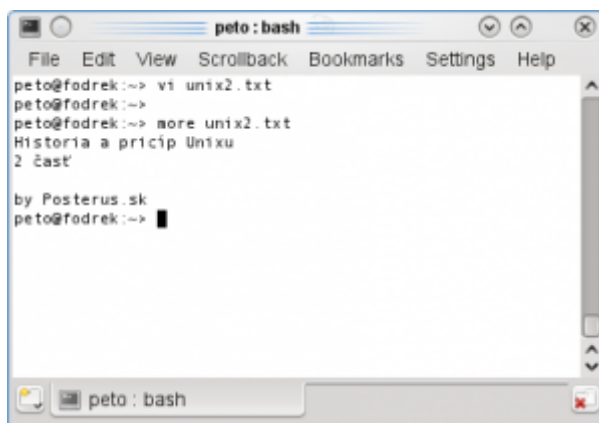 peto : bash
File Edit View Scrollback Bookmarks Settings Help
peto@fodrek:~> vi unix2.txt
peto@fodrek:~>
peto@fodrek:~> more unix2.txt
Historia a pricíp Unixu
2 časť
by Posterus.sk
peto@fodrek:~>
peto : bash